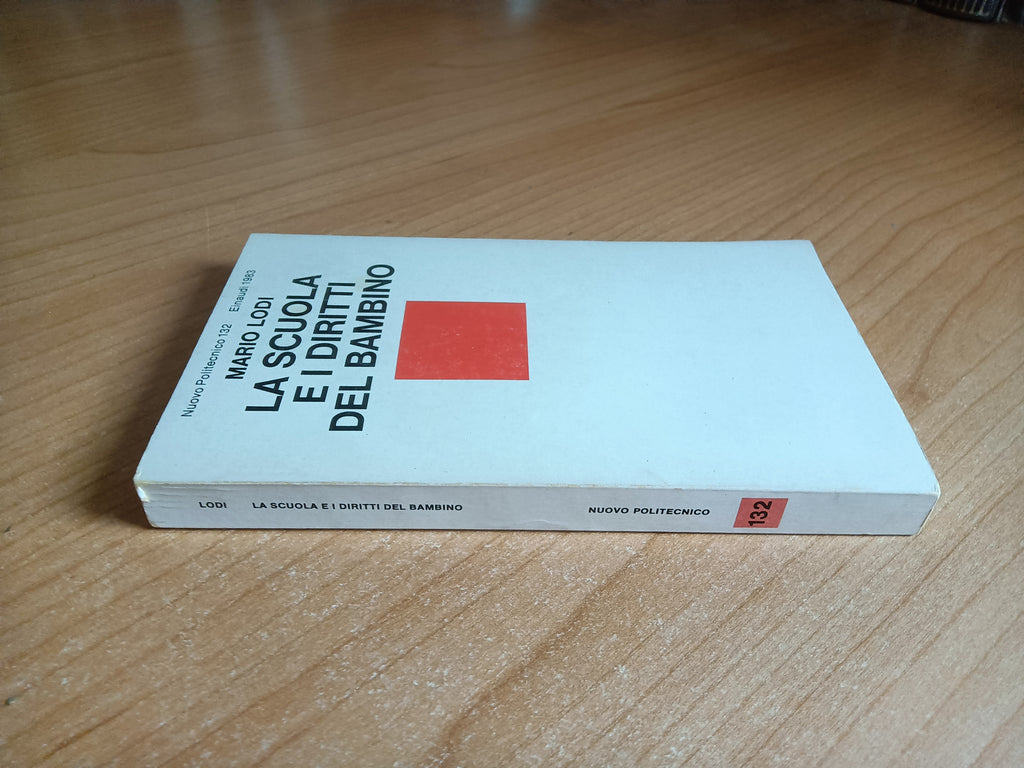 Nuovo Politecnico 132 Einaudi 1983
MARIO LODI
LA SCUOLA
E I DIRITTI
DEL BAMBINO
LODI LA SCUOLA E I DIRITTI DEL BAMBINO NUOVO POLITECNICO 132